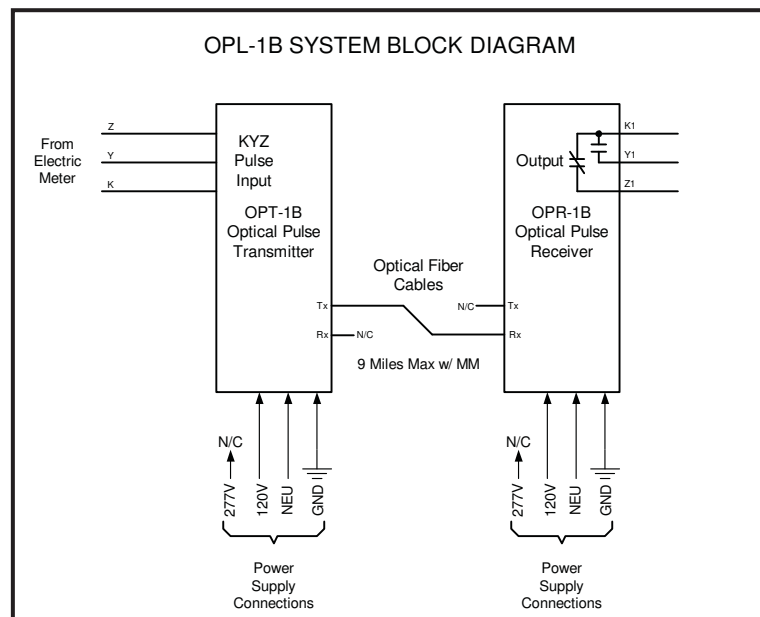 OPL-1B SYSTEM BLOCK DIAGRAM
From
Electric
Meter
Z
Y
K
KYZ
Pulse
Input
OPT-1B
Optical Pulse
Transmitter
Tx
Rx
N/C
Optical Fiber
Cables
9 Miles Max w/ MM
N/C
Tx
Rx
Output
OPR-1B
Optical Pulse
Receiver
K1
Y1
Z1
N/C
277V
120V
NEU
GND
Power
Supply
Connections
N/C
277V
120V
NEU
GND
Power
Supply
Connections